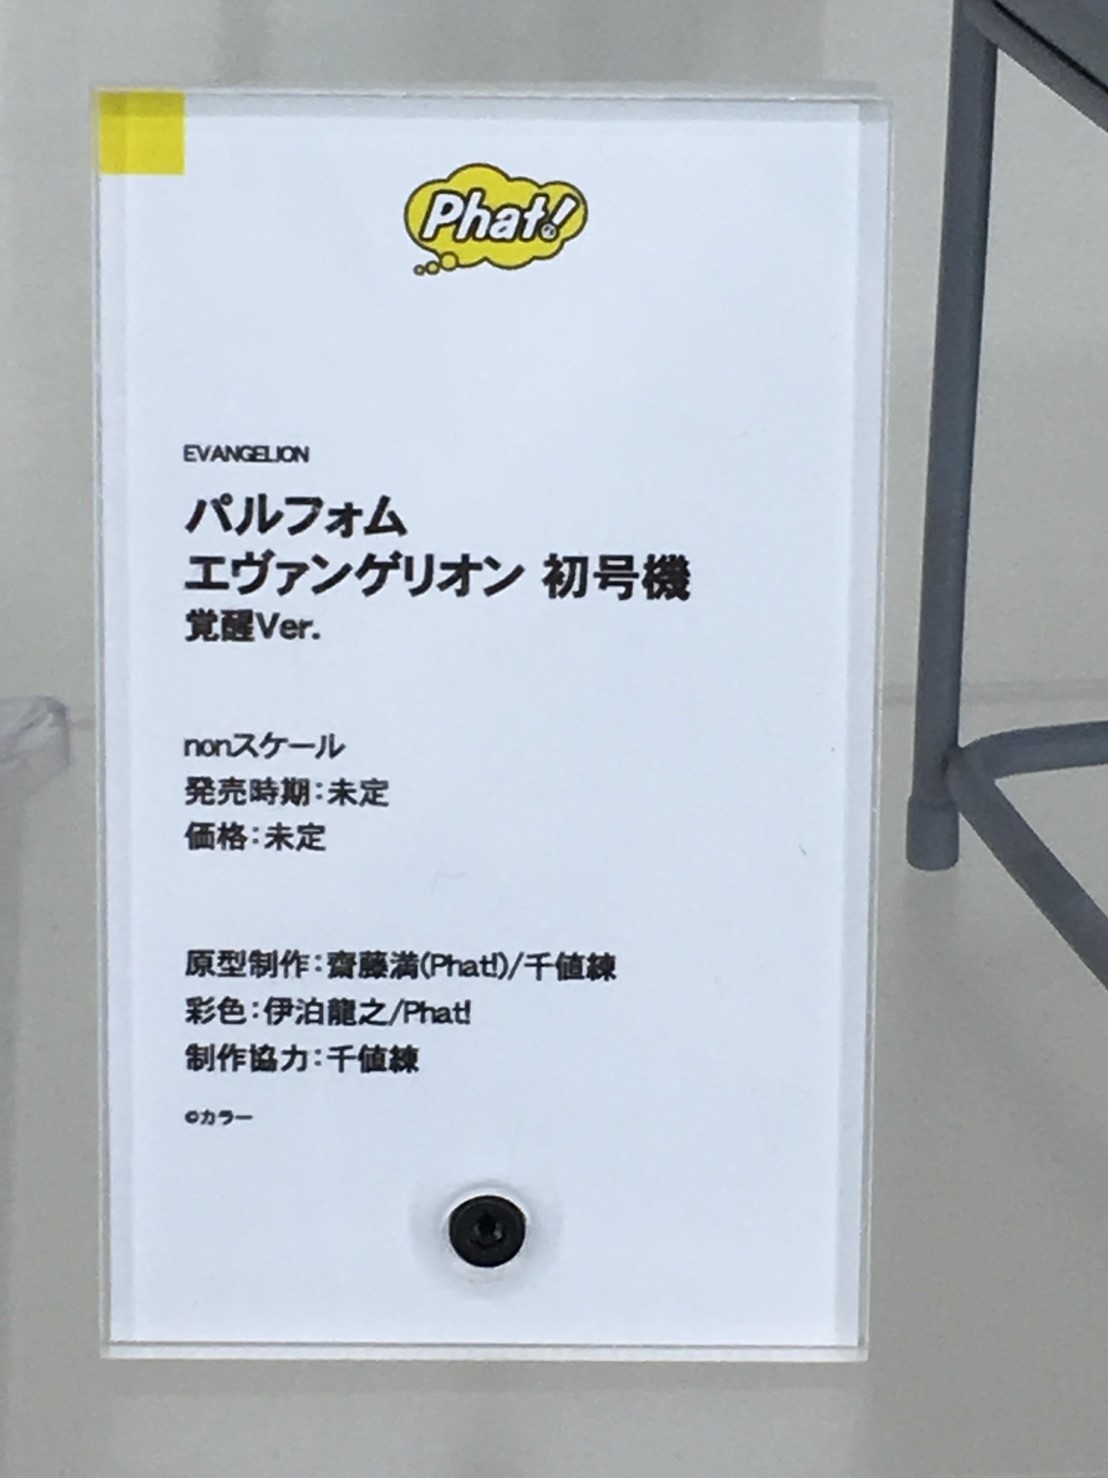 Phat!
EVANGELION
パルフォム
エヴァンゲリオン 初号機
覚醒Ver.
nonスケール
発売時期:未定
価格:未定
原型制作:齋藤満(Phat!)/千値練
彩色:伊泊龍之/Phat!
制作協力:千値練
©カラー